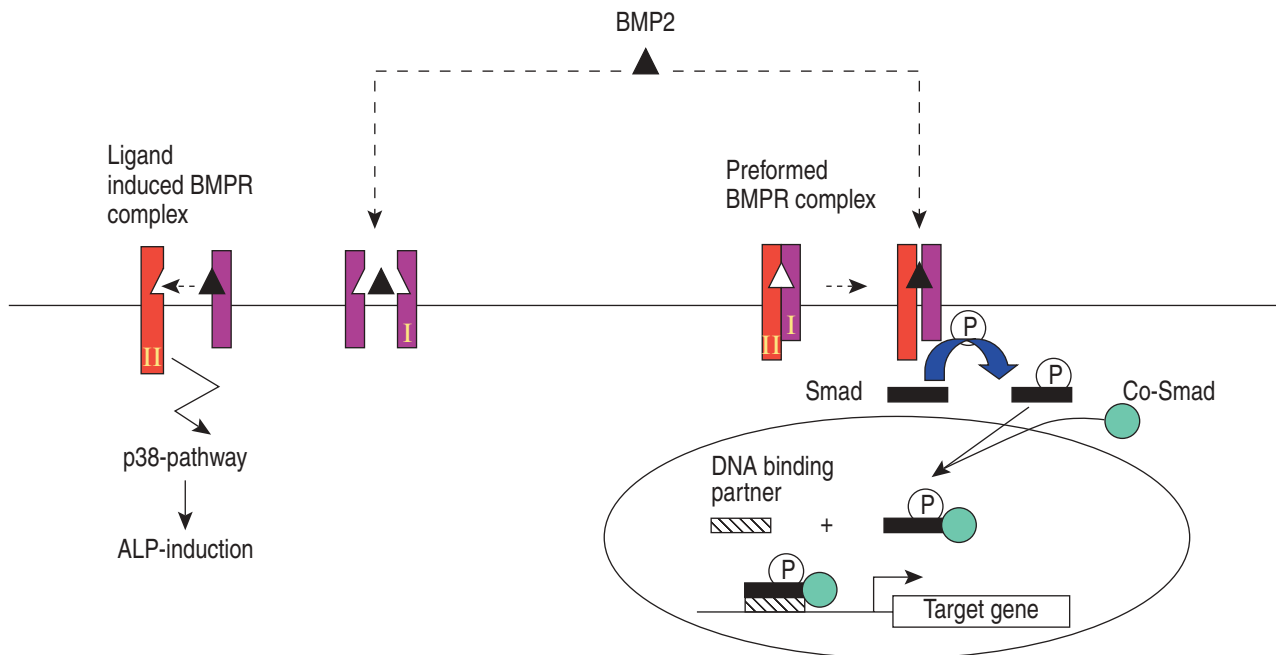 BMP2
Ligand
induced BMPR
complex
Preformed
BMPR complex
II
I
II
I
P
Smad
P
Co-Smad
p38-pathway
ALP-induction
DNA binding
partner
+
P
P
Target gene